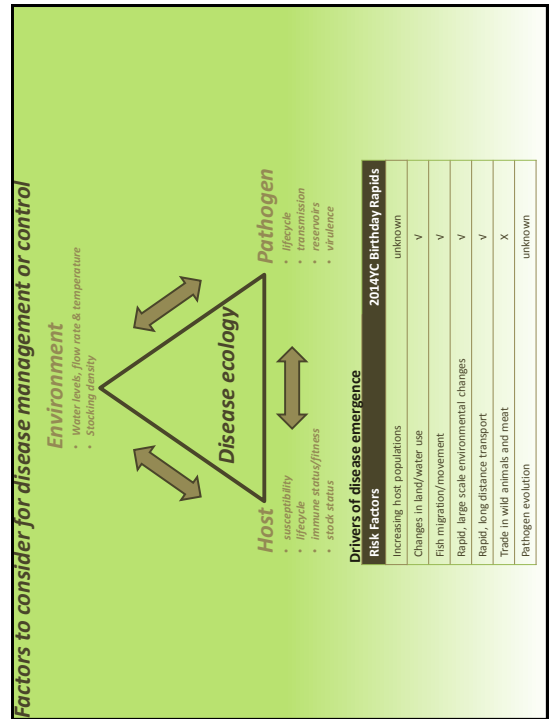 Factors to consider for disease management or control
Environment
• Water levels, flow rate & temperature
• Stocking density
Disease ecology
Host
• susceptibility
• lifecycle
• immune status/fitness
• stock status
Pathogen
• lifecycle
• transmission
• reservoirs
• virulence
Drivers of disease emergence
Risk Factors 2014YC Birthday Rapids
Increasing host populations unknown
Changes in land/water use √
Fish migration/movement √
Rapid, large scale environmental changes √
Rapid, long distance transport √
Trade in wild animals and meat X
Pathogen evolution unknown